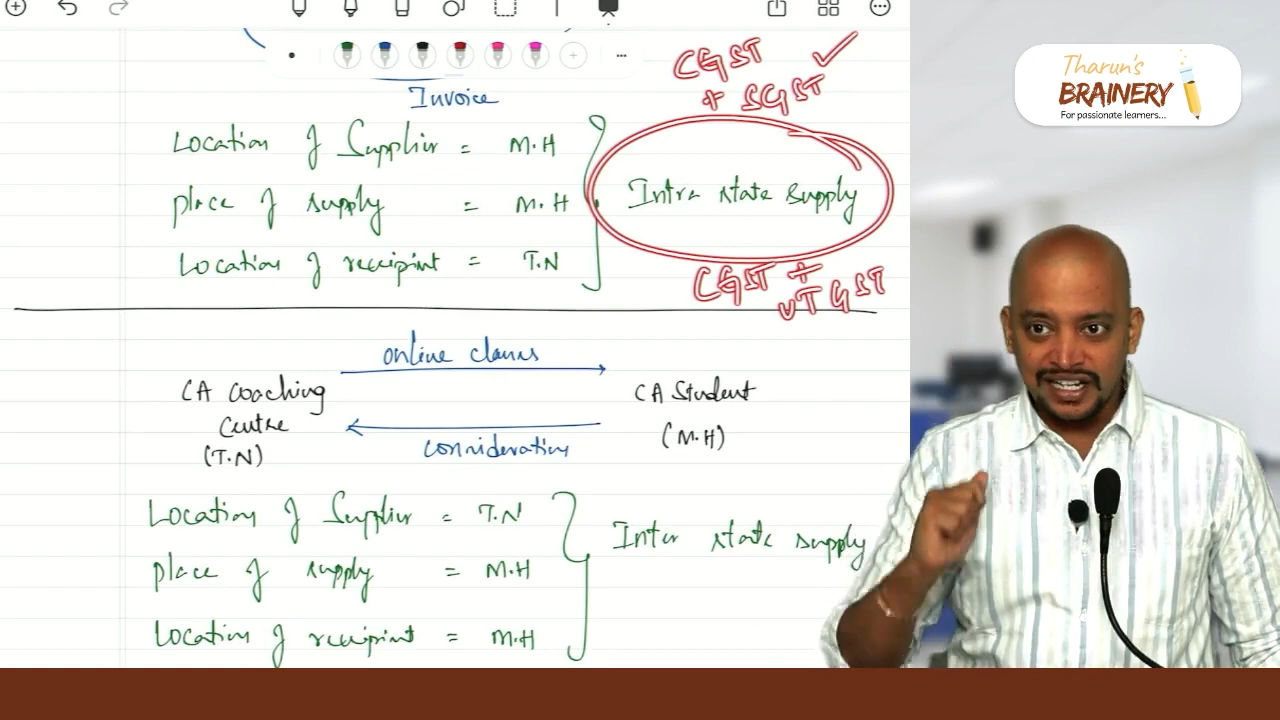 CGST ✓
+ SGST
Invoice
Location of Supplier = M.H
place of supply = M.H
Location of recipint = T.N
Intra state supply
CGST +
UTGST
online classes
CA Coaching
Centre
(T.N)
CA Student
(M.H)
consideration
Location of Supplier = T.N
place of supply = M.H
Location of recipint = M.H
Inter state supply
Tharun's
BRAINERY
For passionate learners...